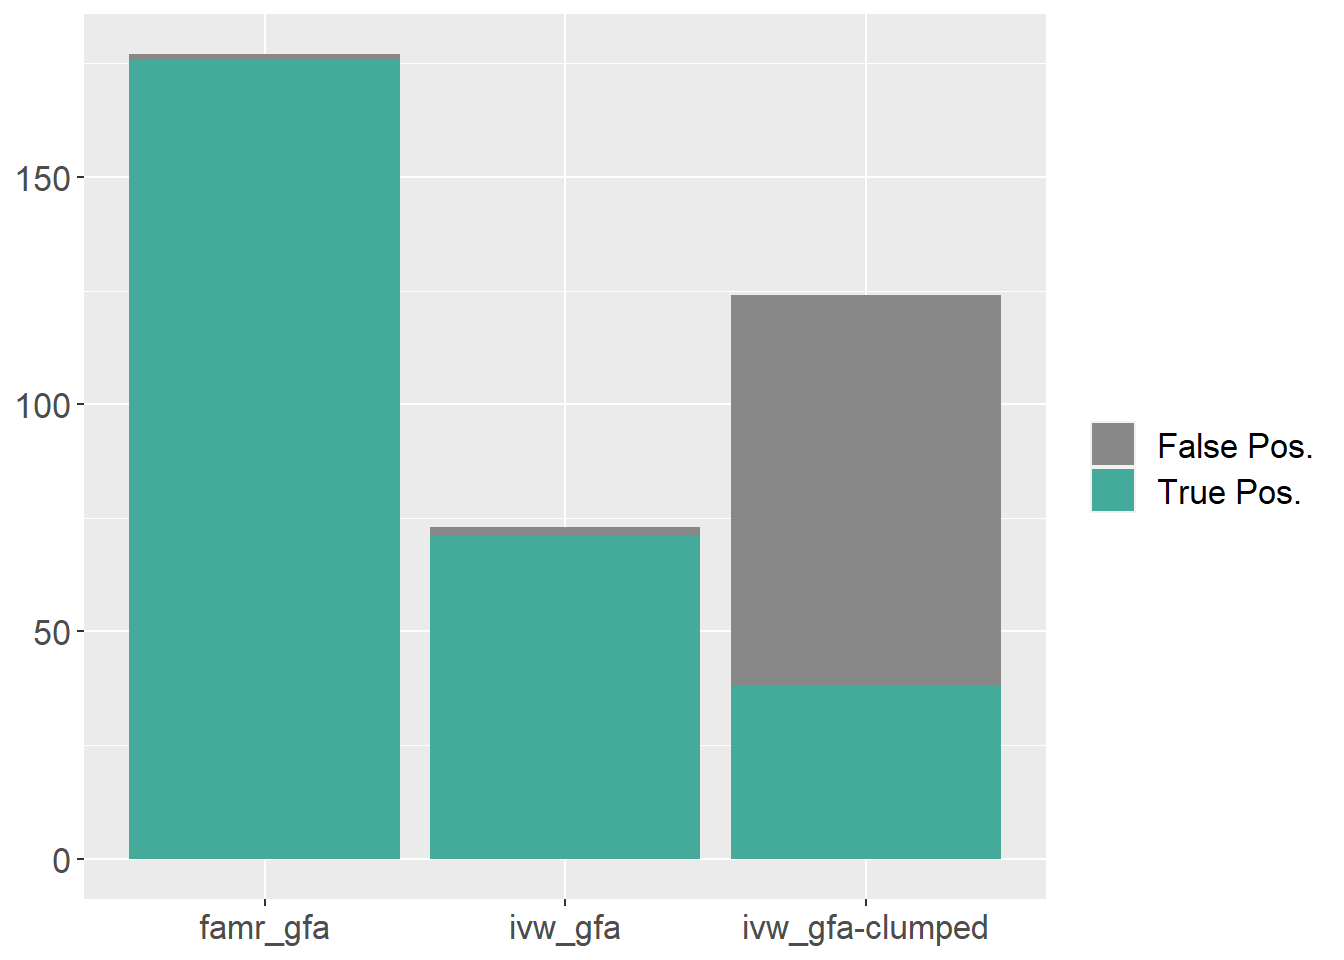 150
100
50
0
famr_gfa
ivw_gfa
ivw_gfa-clumped
False Pos.
True Pos.